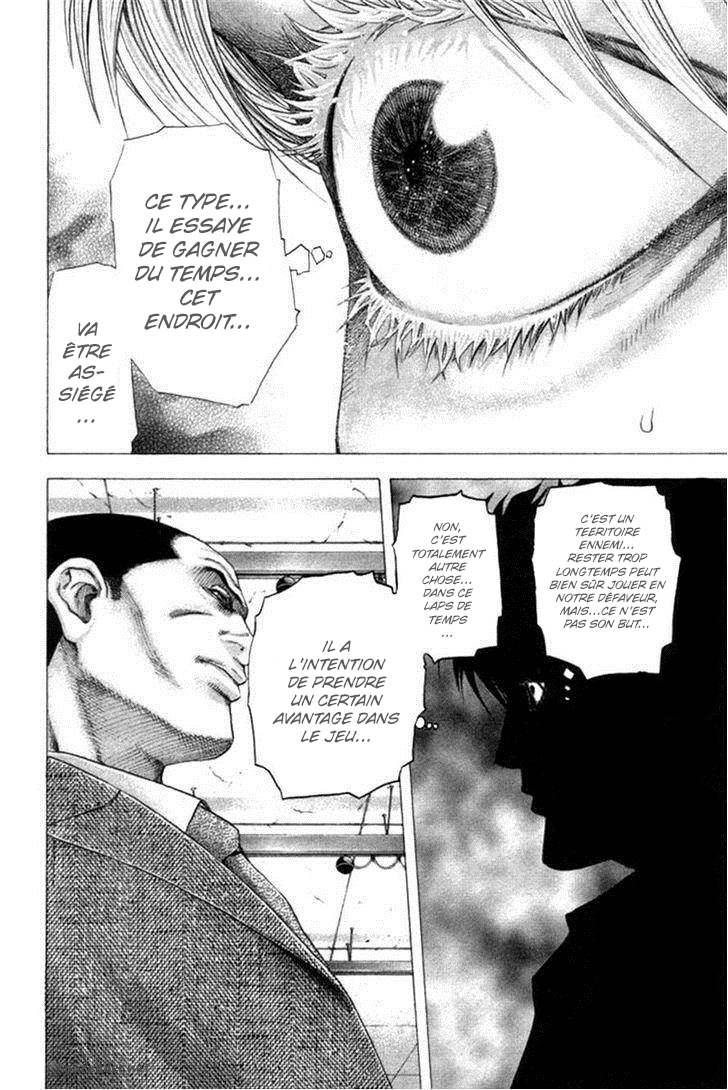 CE TYPE...
IL ESSAYE
DE GAGNER
DU TEMPS...
CET
ENDROIT...
VA
ÊTRE
AS-
SIÉGÉ
...
C'EST UN
TEERITOIRE
ENNEMI...
RESTER TROP
LONGTEMPS PEUT
BIEN SÛR JOUER EN
NOTRE DÉFAVEUR,
MAIS...CE N'EST
PAS SON BUT...
NON,
C'EST
TOTALEMENT
AUTRE
CHOSE...
DANS CE
LAPS DE
TEMPS
...
IL A
L'INTENTION
DE PRENDRE
UN CERTAIN
AVANTAGE DANS
LE JEU...